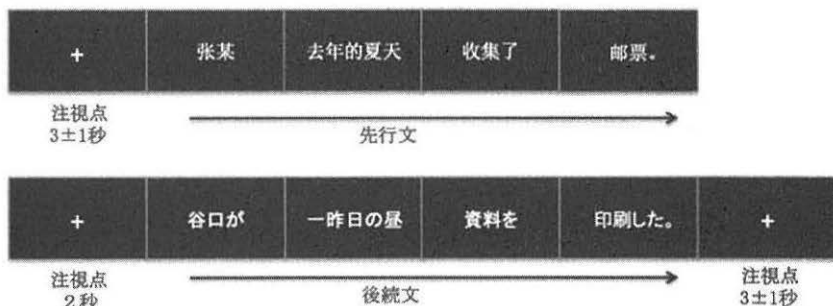 + 张某 去年的夏天 收集了 邮票。
注視点
3±1秒
先行文
+ 谷口が 一昨日の昼 資料を 印刷した。 +
注視点
2秒
後続文
注視点
3±1秒